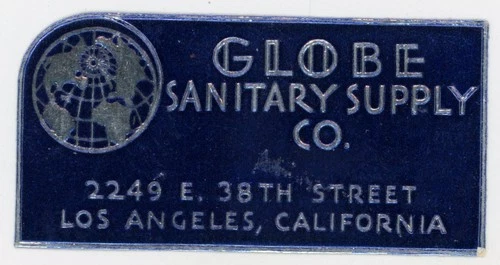 GLOBE
SANITARY SUPPLY
CO.
2249 E. 38TH STREET
LOS ANGELES, CALIFORNIA